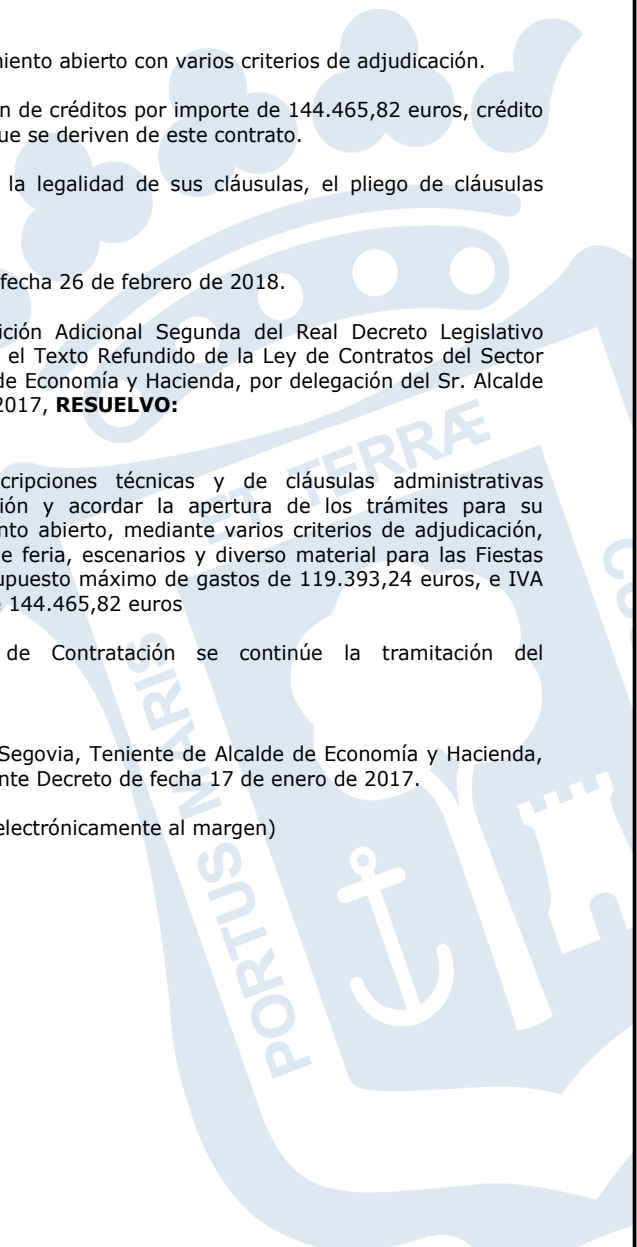 miento abierto con varios criterios de adjudicación.
n de créditos por importe de 144.465,82 euros, crédito
que se deriven de este contrato.
la legalidad de sus cláusulas, el pliego de cláusulas
fecha 26 de febrero de 2018.
ición Adicional Segunda del Real Decreto Legislativo
el Texto Refundido de la Ley de Contratos del Sector
de Economía y Hacienda, por delegación del Sr. Alcalde
2017, RESUELVO:
cripciones técnicas y de cláusulas administrativas
ión y acordar la apertura de los trámites para su
nto abierto, mediante varios criterios de adjudicación,
e feria, escenarios y diverso material para las Fiestas
upuesto máximo de gastos de 119.393,24 euros, e IVA
e 144.465,82 euros
de Contratación se continúe la tramitación del
Segovia, Teniente de Alcalde de Economía y Hacienda,
nte Decreto de fecha 17 de enero de 2017.
electrónicamente al margen)
PORTUS MARIS ET TERRÆ